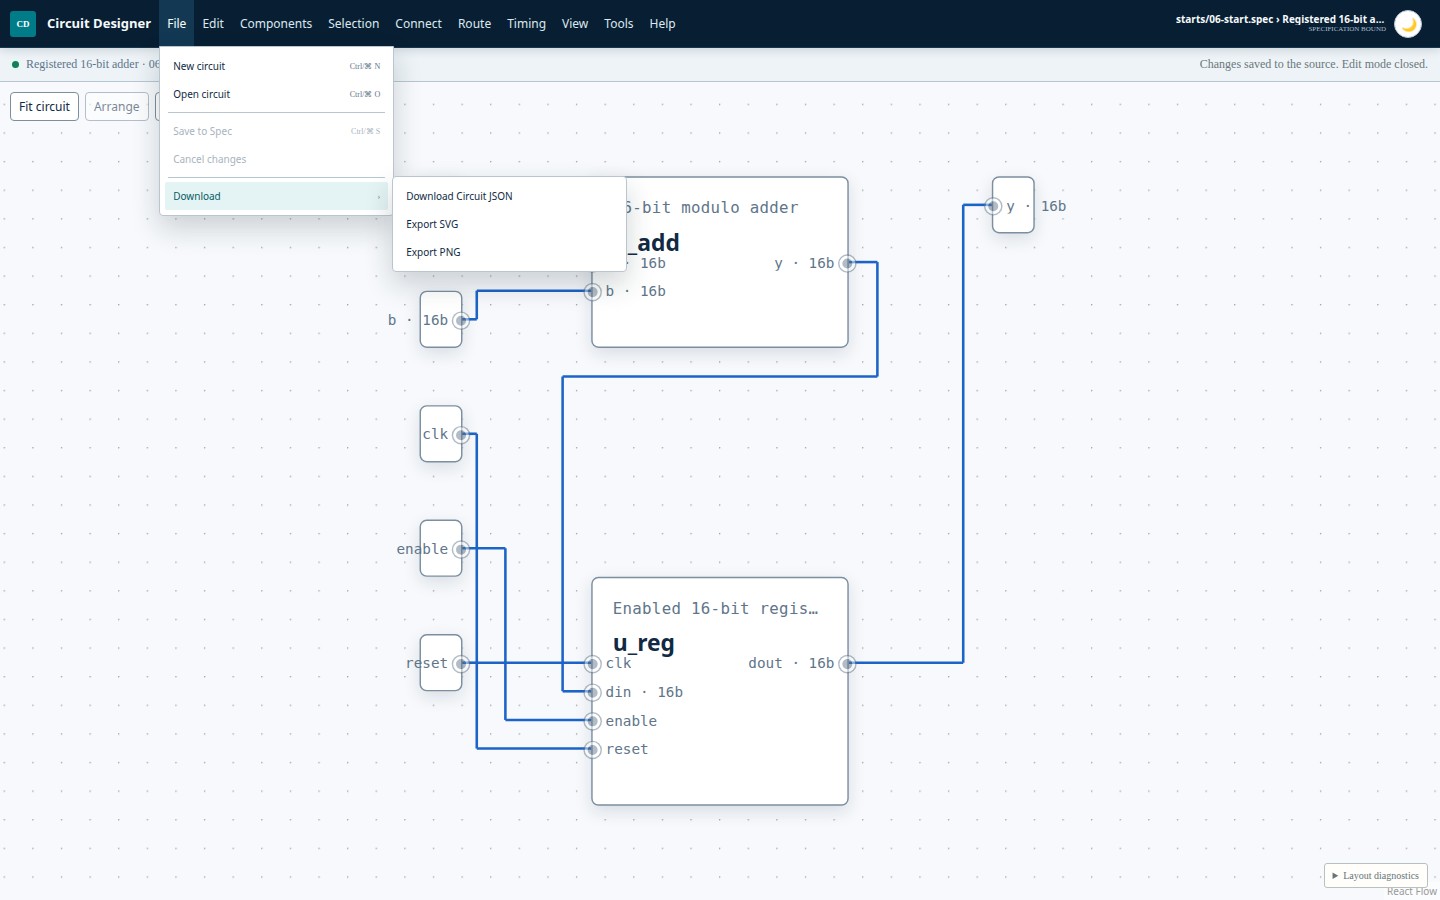 CD
Circuit Designer
File
Edit
Components
Selection
Connect
Route
Timing
View
Tools
Help
starts/06-start.spec › Registered 16-bit a...
SPECIFICATION BOUND
Registered 16-bit adder · 06
Changes saved to the source. Edit mode closed.
Fit circuit
Arrange
New circuit Ctrl/⌘ N
Open circuit Ctrl/⌘ O
Save to Spec Ctrl/⌘ S
Cancel changes
Download ›
Download Circuit JSON
Export SVG
Export PNG
6-bit modulo adder
_add
· 16b
y · 16b
b · 16b
y · 16b
b · 16b
clk
enable
reset
Enabled 16-bit regis…
u_reg
clk
dout · 16b
din · 16b
enable
reset
▶ Layout diagnostics
React Flow